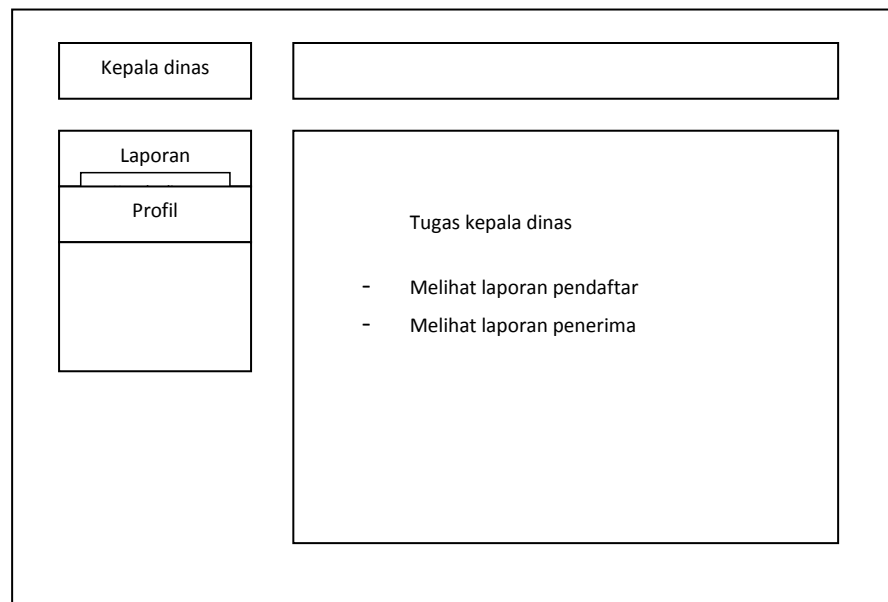 Kepala dinas
Laporan
Profil
Tugas kepala dinas
- Melihat laporan pendaftar
- Melihat laporan penerima